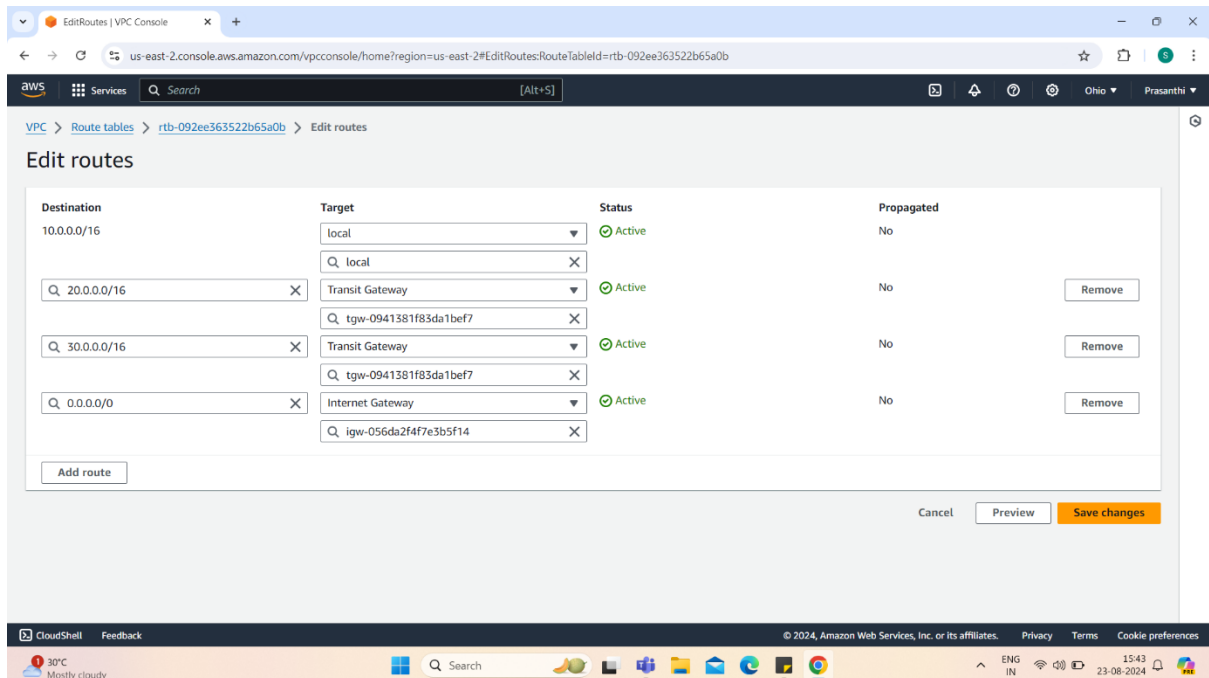 EditRoutes | VPC Console
us-east-2.console.aws.amazon.com/vpcconsole/home?region=us-east-2#EditRoutes:RouteTableId=rtb-092ee363522b65a0b
S
aws Services Search [Alt+S] Ohio Prasanthi
VPC > Route tables > rtb-092ee363522b65a0b > Edit routes
Edit routes
Destination Target Status Propagated
10.0.0.0/16 local Active No
local
20.0.0.0/16 Transit Gateway Active No Remove
tgw-0941381f83da1bef7
30.0.0.0/16 Transit Gateway Active No Remove
tgw-0941381f83da1bef7
0.0.0.0/0 Internet Gateway Active No Remove
igw-056da2f4f7e3b5f14
Add route
Cancel Preview Save changes
CloudShell Feedback © 2024, Amazon Web Services, Inc. or its affiliates. Privacy Terms Cookie preferences
1 30°C Search ENG 15:43
Mostly cloudy IN 23-08-2024 PRE